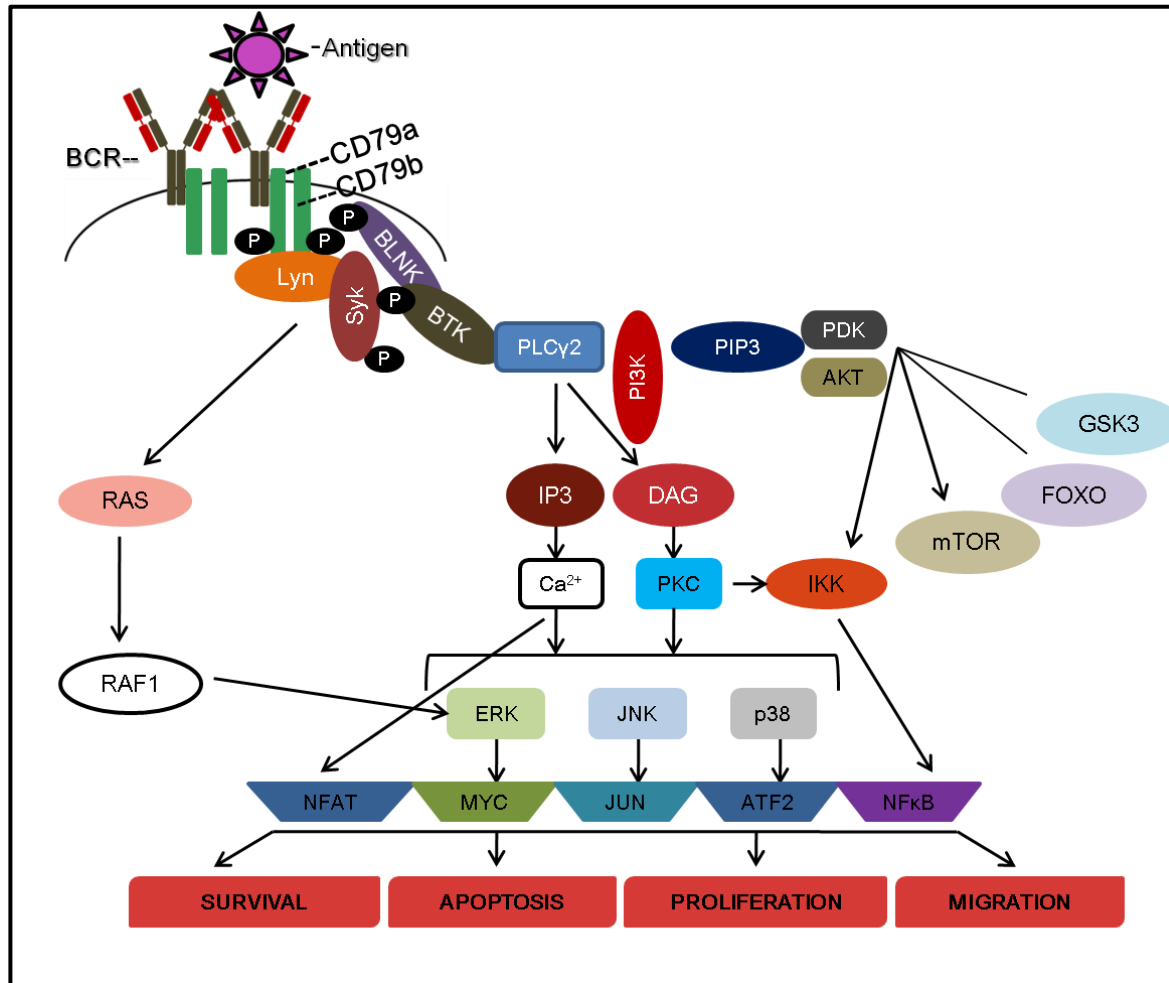 -Antigen
BCR--
--CD79a
---CD79b
P
P
P
BLNK
Lyn
Syk
P
BTK
P
PLCγ2
PI3K
PIP3
PDK
AKT
GSK3
FOXO
mTOR
RAS
IP3
DAG
Ca²⁺
PKC
IKK
RAF1
ERK
JNK
p38
NFAT
MYC
JUN
ATF2
NFκB
SURVIVAL
APOPTOSIS
PROLIFERATION
MIGRATION